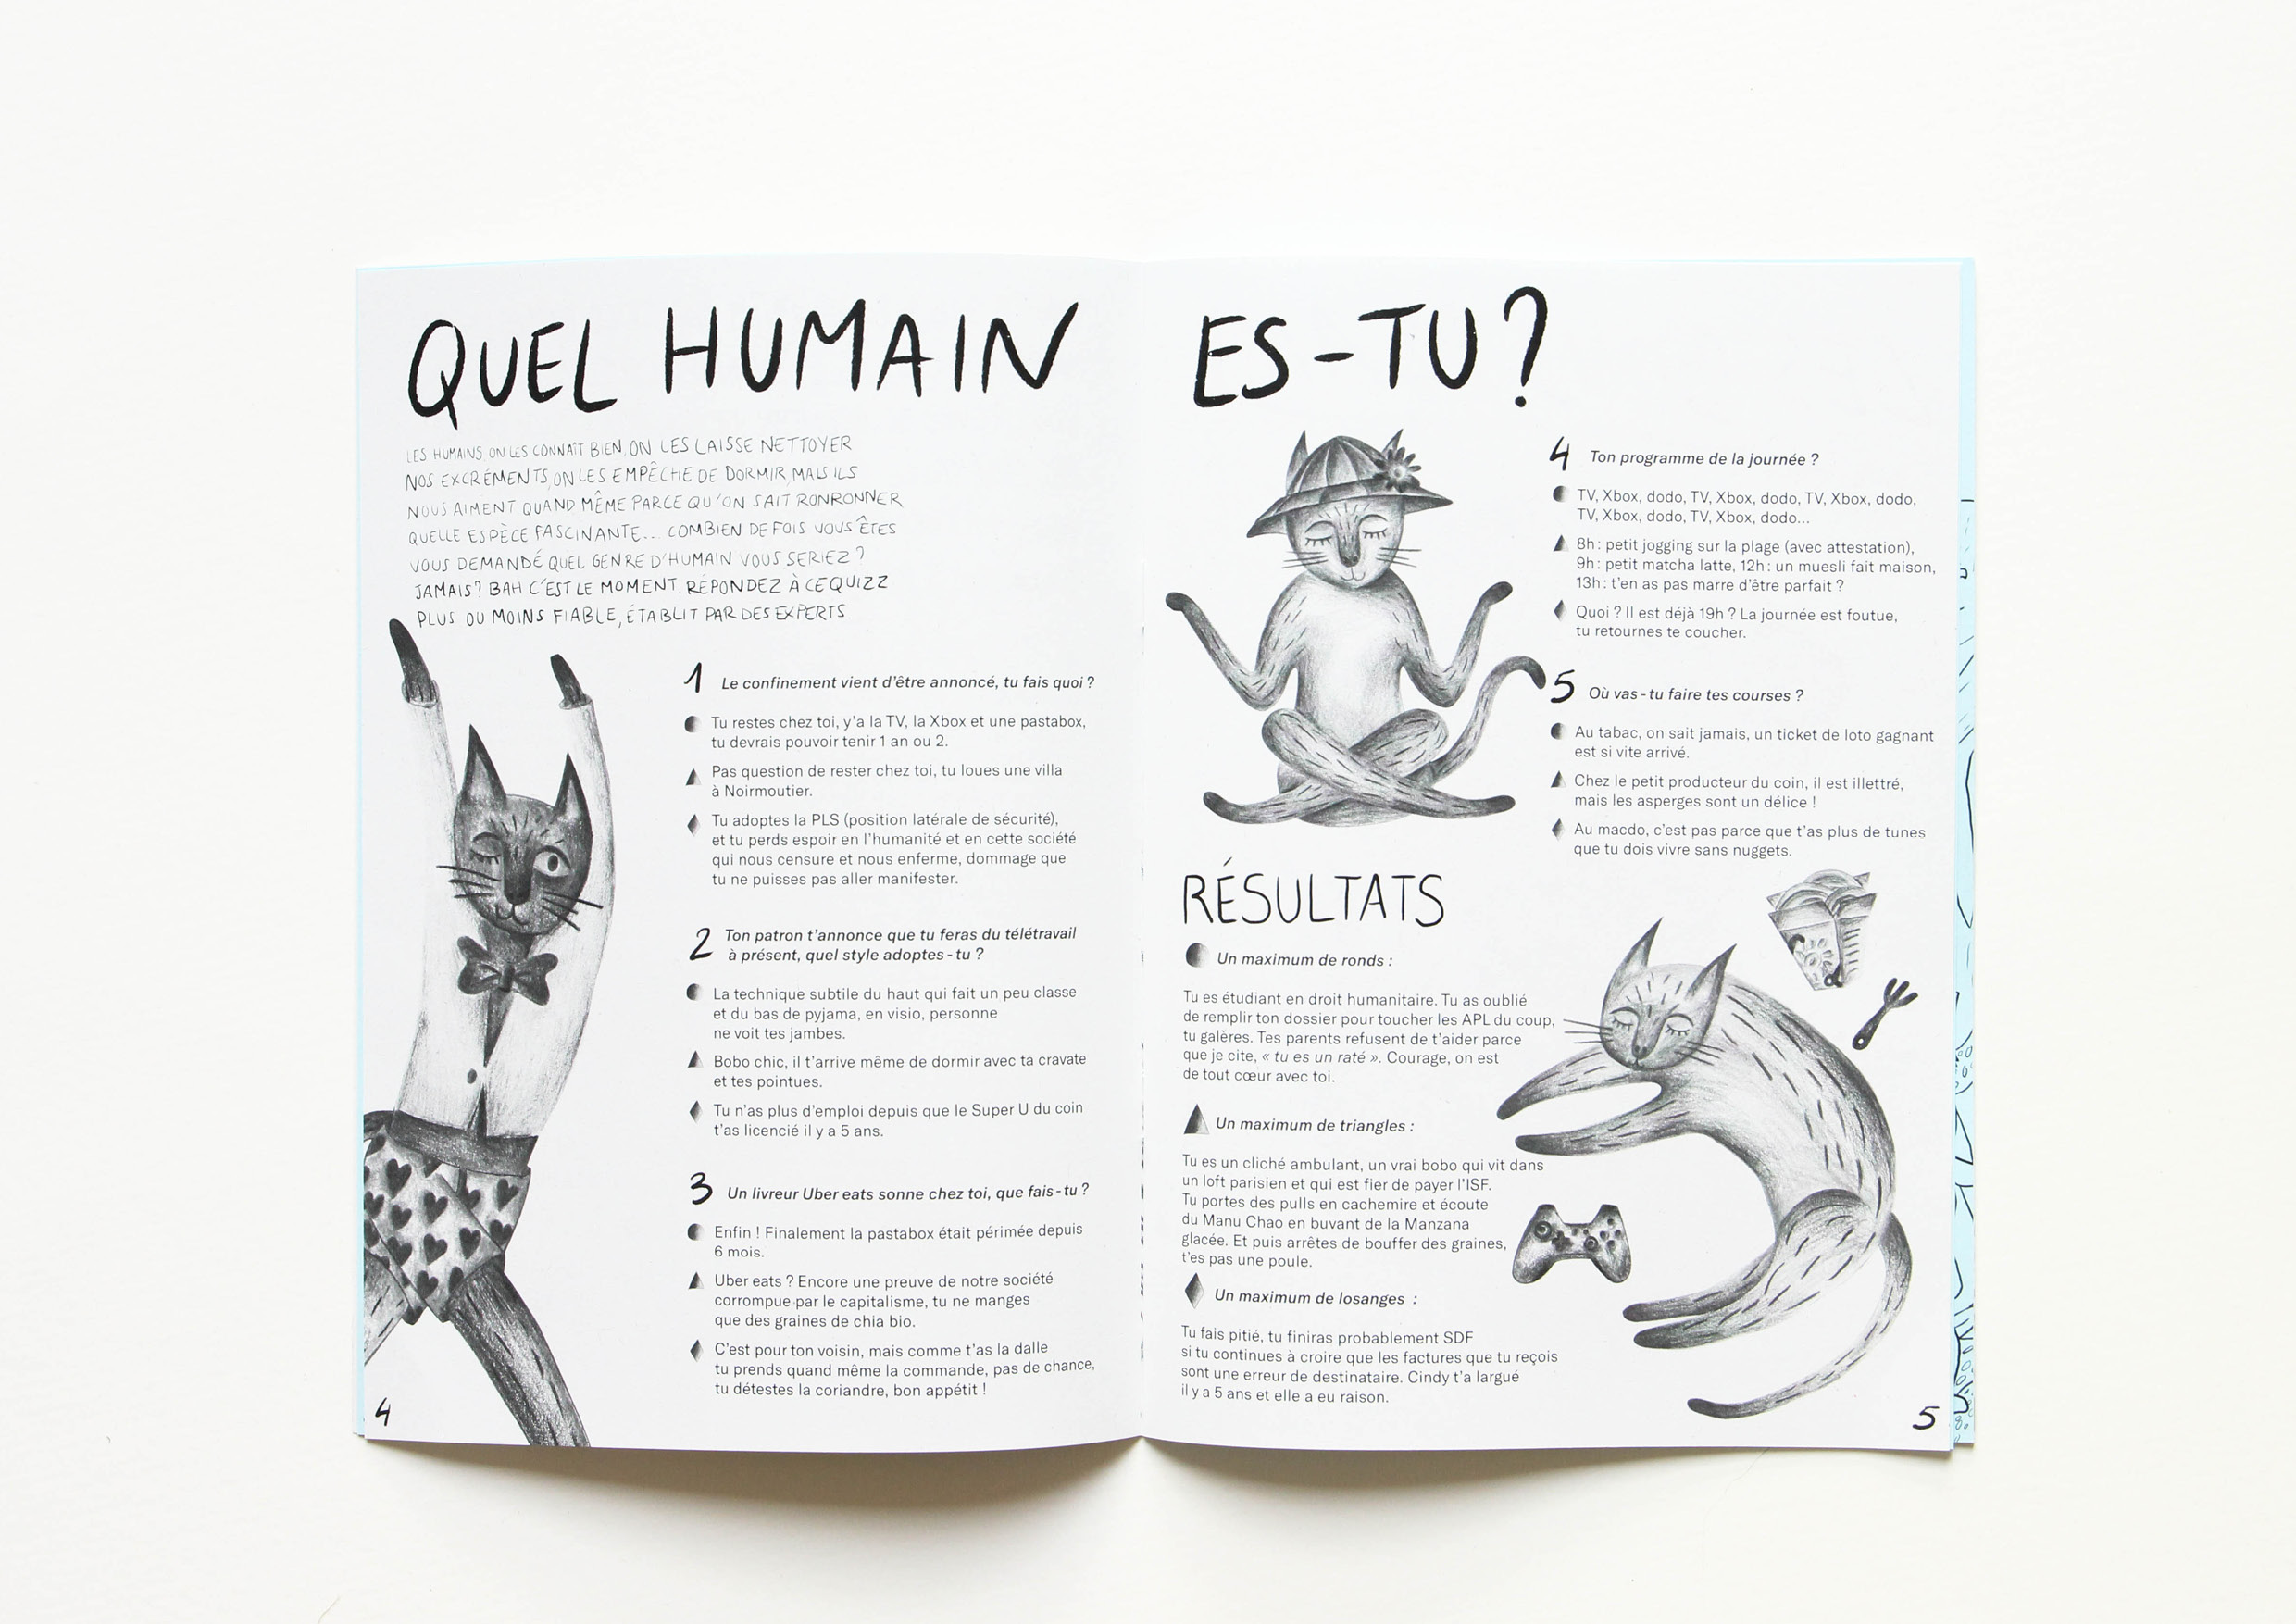 QUEL HUMAIN ES-TU ?
LES HUMAINS, ON LES CONNAÎT BIEN, ON LES LAISSE NETTOYER
NOS EXCRÉMENTS, ON LES EMPÊCHE DE DORMIR, MAIS ILS
NOUS AIMENT QUAND MÊME PARCE QU'ON SAIT RONRONNER
QUELLE ESPÈCE FASCINANTE... COMBIEN DE FOIS VOUS ÊTES
VOUS DEMANDÉ QUEL GENRE D'HUMAIN VOUS SERIEZ ?
JAMAIS? BAH C'EST LE MOMENT. RÉPONDEZ À CE QUIZZ
PLUS OU MOINS FIABLE, ÉTABLIT PAR DES EXPERTS
1 Le confinement vient d'être annoncé, tu fais quoi ?
Tu restes chez toi, y'a la TV, la Xbox et une pastabox,
tu devrais pouvoir tenir 1 an ou 2.
Pas question de rester chez toi, tu loues une villa
à Noirmoutier.
Tu adoptes la PLS (position latérale de sécurité),
et tu perds espoir en l'humanité et en cette société
qui nous censure et nous enferme, dommage que
tu ne puisses pas aller manifester.
2 Ton patron t'annonce que tu feras du télétravail
à présent, quel style adoptes-tu ?
La technique subtile du haut qui fait un peu classe
et du bas de pyjama, en visio, personne
ne voit tes jambes.
Bobo chic, il t'arrive même de dormir avec ta cravate
et tes pointues.
Tu n'as plus d'emploi depuis que le Super U du coin
t'as licencié il y a 5 ans.
3 Un livreur Uber eats sonne chez toi, que fais-tu ?
Enfin ! Finalement la pastabox était périmée depuis
6 mois.
Uber eats ? Encore une preuve de notre société
corrompue par le capitalisme, tu ne manges
que des graines de chia bio.
C'est pour ton voisin, mais comme t'as la dalle
tu prends quand même la commande, pas de chance,
tu détestes la coriandre, bon appétit !
4
4 Ton programme de la journée ?
TV, Xbox, dodo, TV, Xbox, dodo, TV, Xbox, dodo,
TV, Xbox, dodo, TV, Xbox, dodo...
8h : petit jogging sur la plage (avec attestation),
9h : petit matcha latte, 12h : un muesli fait maison,
13h : t'en as pas marre d'être parfait ?
Quoi ? Il est déjà 19h ? La journée est foutue,
tu retournes te coucher.
5 Où vas-tu faire tes courses ?
Au tabac, on sait jamais, un ticket de loto gagnant
est si vite arrivé.
Chez le petit producteur du coin, il est illettré,
mais les asperges sont un délice !
Au macdo, c'est pas parce que t'as plus de tunes
que tu dois vivre sans nuggets.
RÉSULTATS
Un maximum de ronds :
Tu es étudiant en droit humanitaire. Tu as oublié
de remplir ton dossier pour toucher les APL du coup,
tu galères. Tes parents refusent de t'aider parce
que je cite, « tu es un raté ». Courage, on est
de tout cœur avec toi.
Un maximum de triangles :
Tu es un cliché ambulant, un vrai bobo qui vit dans
un loft parisien et qui est fier de payer l'ISF.
Tu portes des pulls en cachemire et écoute
du Manu Chao en buvant de la Manzana
glacée. Et puis arrêtes de bouffer des graines,
t'es pas une poule.
Un maximum de losanges :
Tu fais pitié, tu finiras probablement SDF
si tu continues à croire que les factures que tu reçois
sont une erreur de destinataire. Cindy t'a largué
il y a 5 ans et elle a eu raison.
5